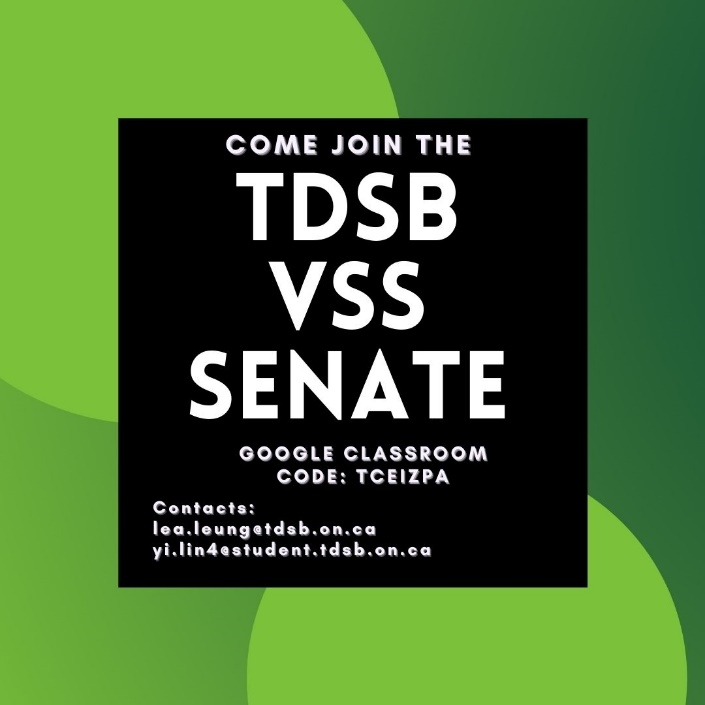 COME JOIN THE
TDSB
VSS
SENATE
GOOGLE CLASSROOM
CODE: TCEIZPA
Contacts:
lea.leung@tdsb.on.ca
yi.lin4@student.tdsb.on.ca